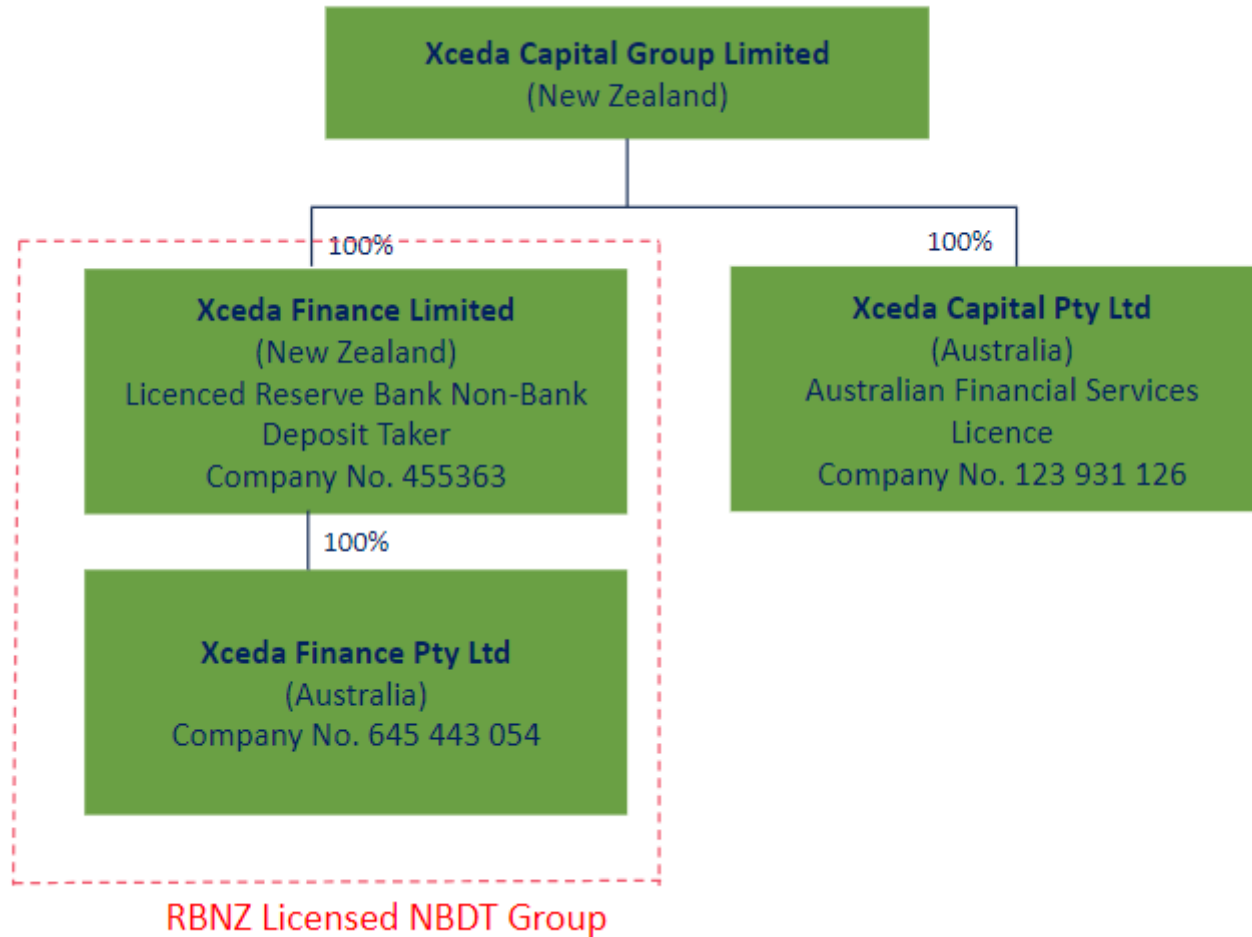 Xceda Capital Group Limited
(New Zealand)
100%
100%
Xceda Finance Limited
(New Zealand)
Licenced Reserve Bank Non-Bank
Deposit Taker
Company No. 455363
Xceda Capital Pty Ltd
(Australia)
Australian Financial Services
Licence
Company No. 123 931 126
100%
Xceda Finance Pty Ltd
(Australia)
Company No. 645 443 054
RBNZ Licensed NBDT Group